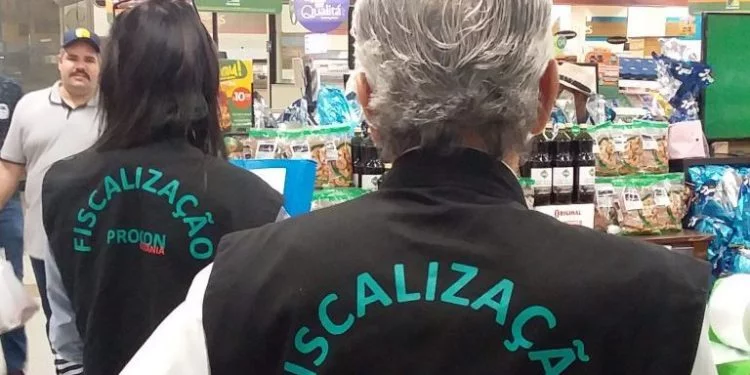 Qualitá
FISCALIZAÇÃO
PROCON
ORIGINAL
FISCALIZAÇÃ